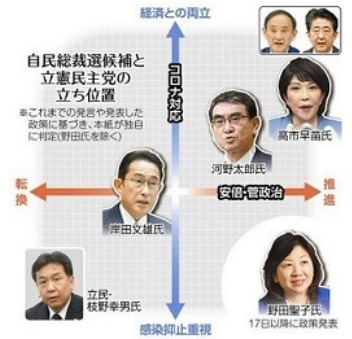 経済との両立
自民総裁選候補と
立憲民主党の
立ち位置
※これまでの発言や発表した
政策に基づき、本紙が独自
に判定(野田氏を除く)
コロナ対応
高市早苗氏
河野太郎氏
転換
安倍・菅政治
推進
岸田文雄氏
立民・
枝野幸男氏
野田聖子氏
17日以降に政策発表
感染抑止重視